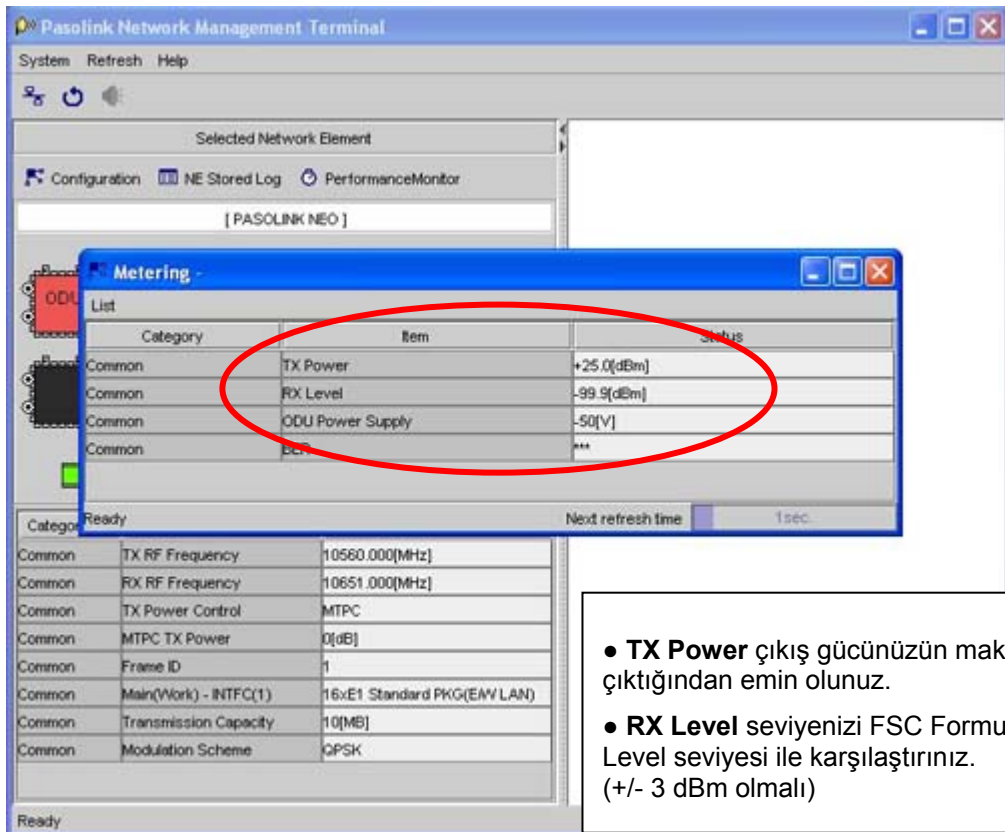 Pasolink Network Management Terminal
System Refresh Help
Selected Network Element
Configuration NE Stored Log PerformanceMonitor
[ PASOLINK NEO ]
ODU
Metering -
List
Category Item Status
Common TX Power +25.0[dBm]
Common RX Level -99.9[dBm]
Common ODU Power Supply -50[V]
Common BER ***
Ready Next refresh time 1sec.
Common TX RF Frequency 10560.000[MHz]
Common RX RF Frequency 10651.000[MHz]
Common TX Power Control MTPC
Common MTPC TX Power 0[dB]
Common Frame ID 1
Common Main(Work) - INTFC(1) 16xE1 Standard PKG(E/W LAN)
Common Transmission Capacity 10[MB]
Common Modulation Scheme QPSK
Ready
● TX Power çıkış gücünüzün mak
çıktığından emin olunuz.
● RX Level seviyenizi FSC Formu
Level seviyesi ile karşılaştırınız.
(+/- 3 dBm olmalı)